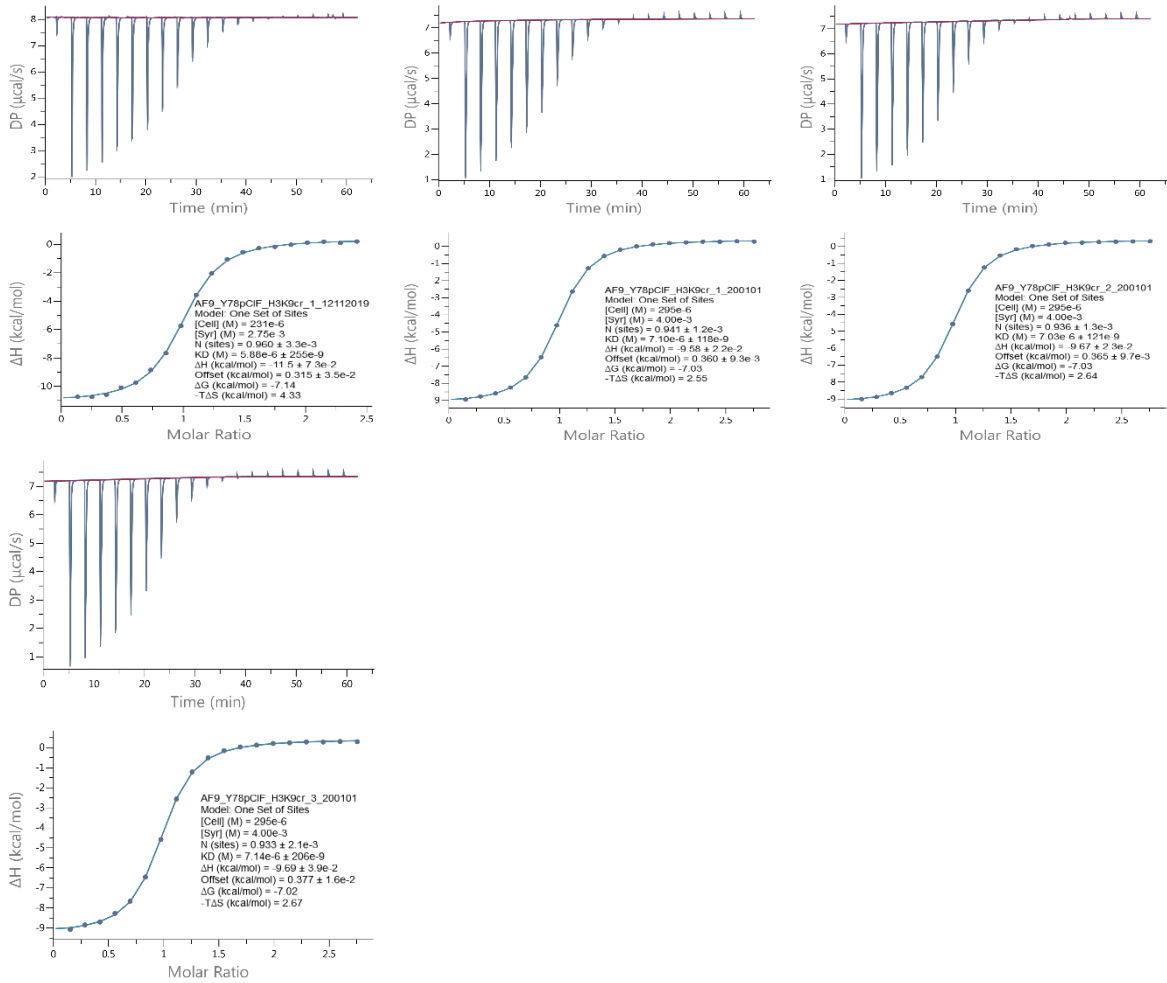 8
7
6
5
4
3
2
DP (µcal/s)
0 10 20 30 40 50 60
Time (min)
7
6
5
4
3
2
1
DP (µcal/s)
0 10 20 30 40 50 60
Time (min)
7
6
5
4
3
2
1
DP (µcal/s)
0 10 20 30 40 50 60
Time (min)
0
-2
-4
-6
-8
-10
ΔH (kcal/mol)
AF9_Y78pClF_H3K9cr_1_12112019
Model: One Set of Sites
[Cell] (M) = 231e-6
[Syr] (M) = 2.75e-3
N (sites) = 0.960 ± 3.3e-3
KD (M) = 5.88e-6 ± 255e-9
ΔH (kcal/mol) = -11.5 ± 7.3e-2
Offset (kcal/mol) = 0.315 ± 3.5e-2
ΔG (kcal/mol) = -7.14
-TΔS (kcal/mol) = 4.33
0 0.5 1.0 1.5 2.0 2.5
Molar Ratio
0
-1
-2
-3
-4
-5
-6
-7
-8
-9
ΔH (kcal/mol)
AF9_Y78pClF_H3K9cr_1_200101
Model: One Set of Sites
[Cell] (M) = 295e-6
[Syr] (M) = 4.00e-3
N (sites) = 0.941 ± 1.2e-3
KD (M) = 7.10e-6 ± 118e-9
ΔH (kcal/mol) = -9.58 ± 2.2e-2
Offset (kcal/mol) = 0.360 ± 9.3e-3
ΔG (kcal/mol) = -7.03
-TΔS (kcal/mol) = 2.55
0 0.5 1 1.5 2 2.5
Molar Ratio
0
-1
-2
-3
-4
-5
-6
-7
-8
-9
ΔH (kcal/mol)
AF9_Y78pClF_H3K9cr_2_200101
Model: One Set of Sites
[Cell] (M) = 295e-6
[Syr] (M) = 4.00e-3
N (sites) = 0.936 ± 1.3e-3
KD (M) = 7.03e-6 ± 121e-9
ΔH (kcal/mol) = -9.67 ± 2.3e-2
Offset (kcal/mol) = 0.365 ± 9.7e-3
ΔG (kcal/mol) = -7.03
-TΔS (kcal/mol) = 2.64
0 0.5 1 1.5 2 2.5
Molar Ratio
7
6
5
4
3
2
1
DP (µcal/s)
0 10 20 30 40 50 60
Time (min)
0
-1
-2
-3
-4
-5
-6
-7
-8
-9
ΔH (kcal/mol)
AF9_Y78pClF_H3K9cr_3_200101
Model: One Set of Sites
[Cell] (M) = 295e-6
[Syr] (M) = 4.00e-3
N (sites) = 0.933 ± 2.1e-3
KD (M) = 7.14e-6 ± 206e-9
ΔH (kcal/mol) = -9.69 ± 3.9e-2
Offset (kcal/mol) = 0.377 ± 1.6e-2
ΔG (kcal/mol) = -7.02
-TΔS (kcal/mol) = 2.67
0 0.5 1 1.5 2 2.5
Molar Ratio